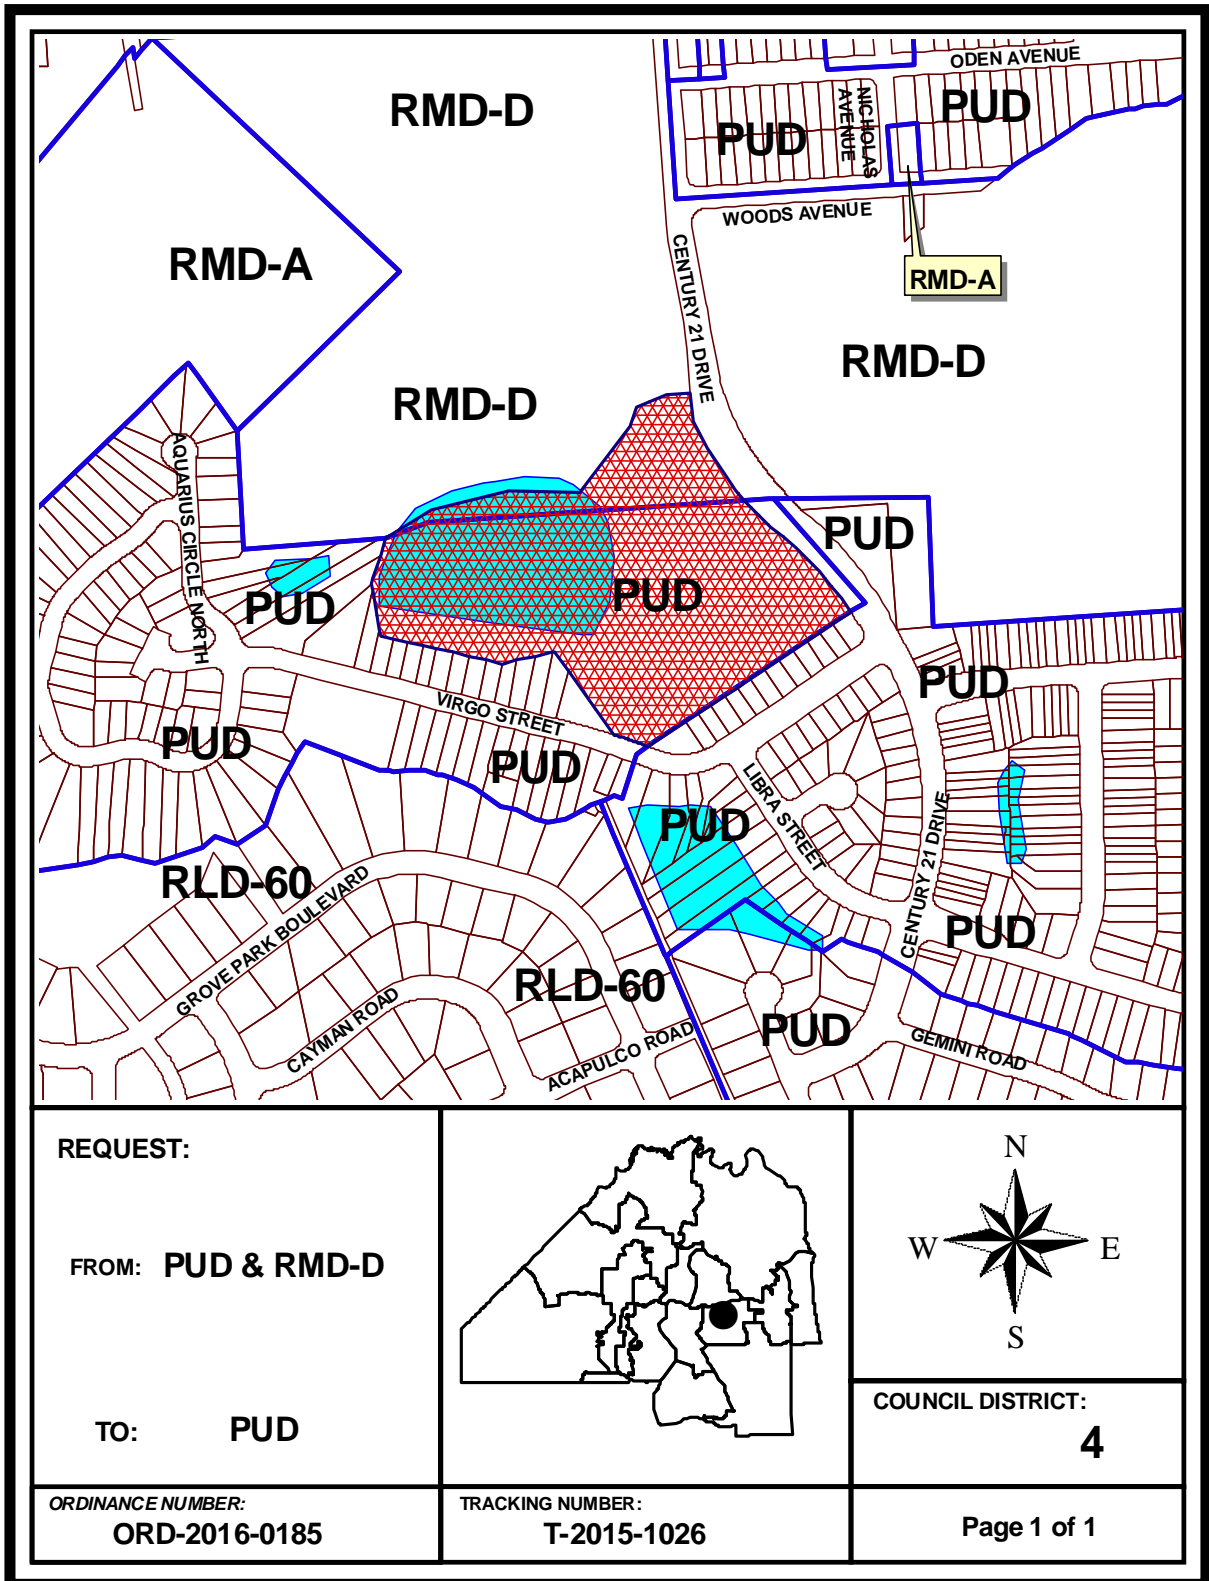 ODEN AVENUE
RMD-D
PUD
NICHOLAS
AVENUE
PUD
WOODS AVENUE
RMD-A
CENTURY 21 DRIVE
RMD-A
RMD-D
RMD-D
AQUARIUS CIRCLE NORTH
PUD
PUD
PUD
PUD
VIRGO STREET
PUD
PUD
LIBRA STREET
PUD
CENTURY 21 DRIVE
RLD-60
GROVE PARK BOULEVARD
PUD
RLD-60
CAYMAN ROAD
PUD
ACAPULCO ROAD
GEMINI ROAD
REQUEST:
FROM: PUD & RMD-D
TO: PUD
N
W E
S
COUNCIL DISTRICT:
4
ORDINANCE NUMBER:
ORD-2016-0185
TRACKING NUMBER:
T-2015-1026
Page 1 of 1